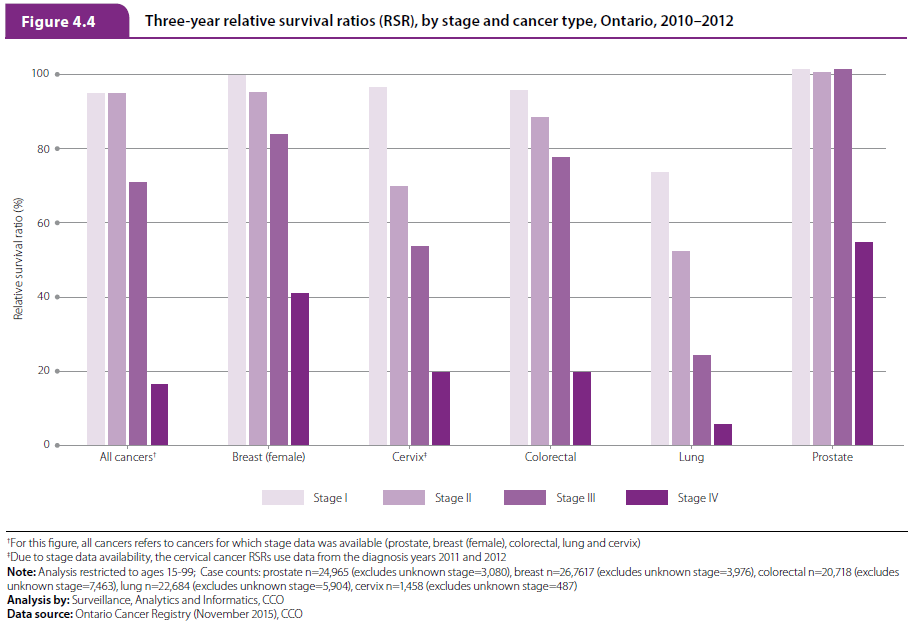 Figure 4.4
Three-year relative survival ratios (RSR), by stage and cancer type, Ontario, 2010–2012
Relative survival ratio (%)
100
80
60
40
20
0
All cancers†
Breast (female)
Cervix‡
Colorectal
Lung
Prostate
Stage I
Stage II
Stage III
Stage IV
†For this figure, all cancers refers to cancers for which stage data was available (prostate, breast (female), colorectal, lung and cervix)
‡Due to stage data availability, the cervical cancer RSRs use data from the diagnosis years 2011 and 2012
Note: Analysis restricted to ages 15-99; Case counts: prostate n=24,965 (excludes unknown stage=3,080), breast n=26,7617 (excludes unknown stage=3,976), colorectal n=20,718 (excludes
unknown stage=7,463), lung n=22,684 (excludes unknown stage=5,904), cervix n=1,458 (excludes unknown stage=487)
Analysis by: Surveillance, Analytics and Informatics, CCO
Data source: Ontario Cancer Registry (November 2015), CCO